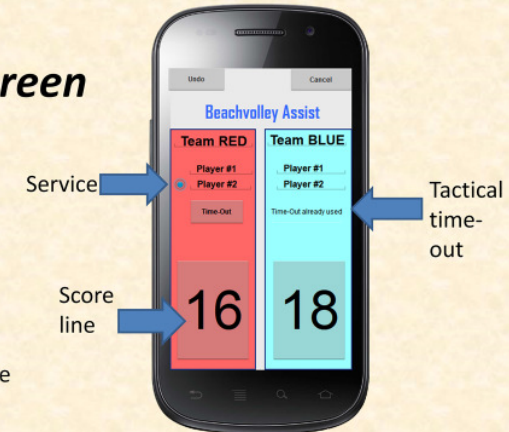 reen
Undo
Cancel
Beachvolley Assist
Team RED
Team BLUE
Player #1
Player #1
Service
Player #2
Player #2
Time-Out
Time-Out already used
Tactical
time-
out
Score
line
16
18
e